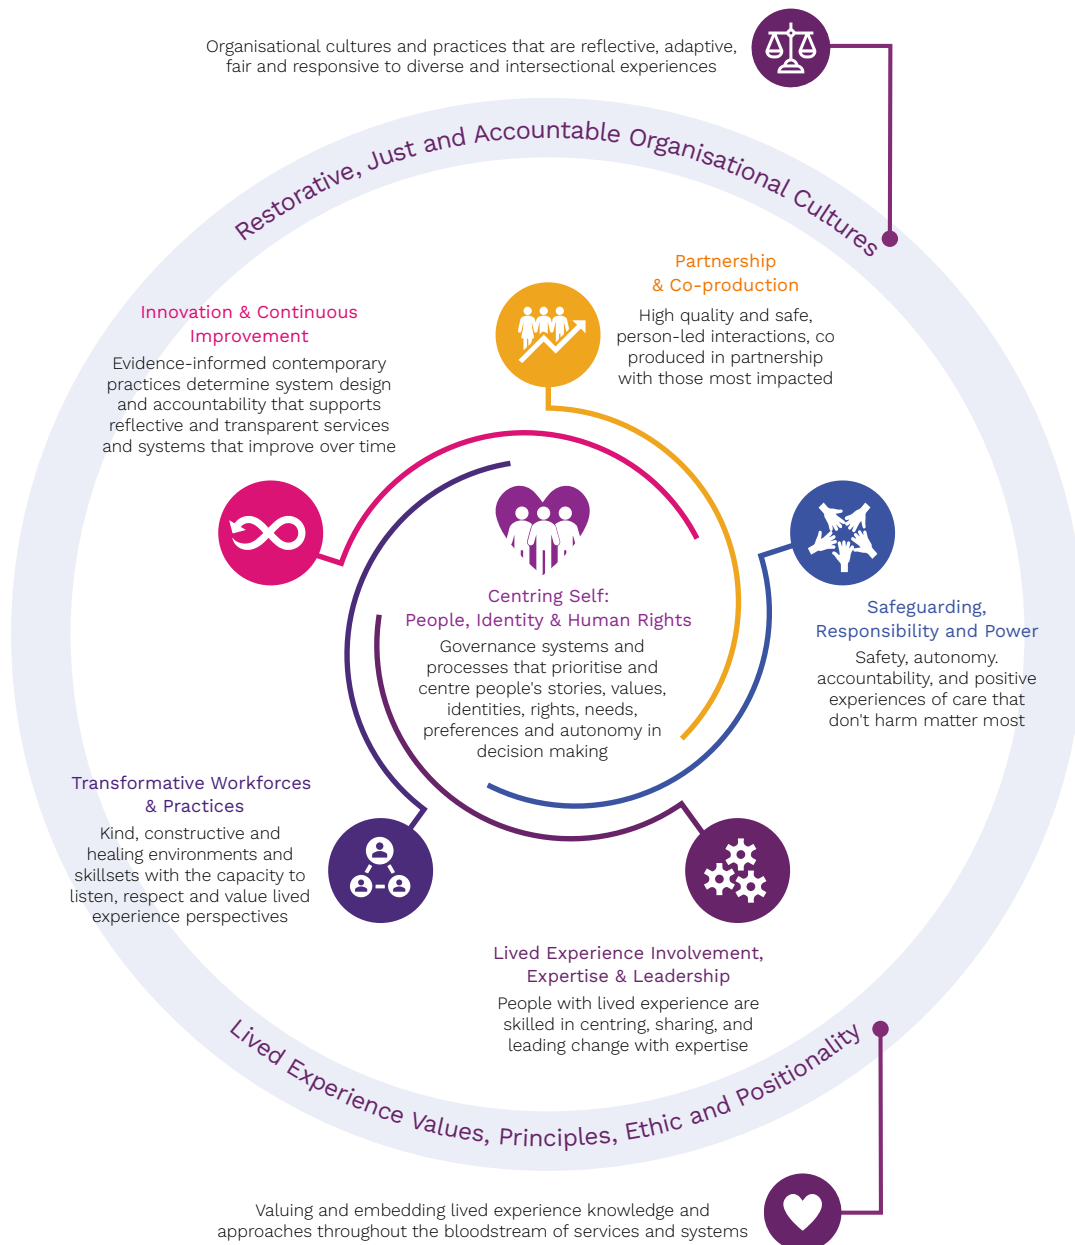 Organisational cultures and practices that are reflective, adaptive,
fair and responsive to diverse and intersectional experiences
Restorative, Just and Accountable Organisational Cultures
Partnership
& Co-production
High quality and safe,
person-led interactions, co
produced in partnership
with those most impacted
Innovation & Continuous
Improvement
Evidence-informed contemporary
practices determine system design
and accountability that supports
reflective and transparent services
and systems that improve over time
Centring Self:
People, Identity & Human Rights
Governance systems and
processes that prioritise and
centre people's stories, values,
identities, rights, needs,
preferences and autonomy in
decision making
Safeguarding,
Responsibility and Power
Safety, autonomy.
accountability, and positive
experiences of care that
don't harm matter most
Transformative Workforces
& Practices
Kind, constructive and
healing environments and
skillsets with the capacity to
listen, respect and value lived
experience perspectives
Lived Experience Involvement,
Expertise & Leadership
People with lived experience are
skilled in centring, sharing, and
leading change with expertise
Lived Experience Values, Principles, Ethic and Positionality
Valuing and embedding lived experience knowledge and
approaches throughout the bloodstream of services and systems